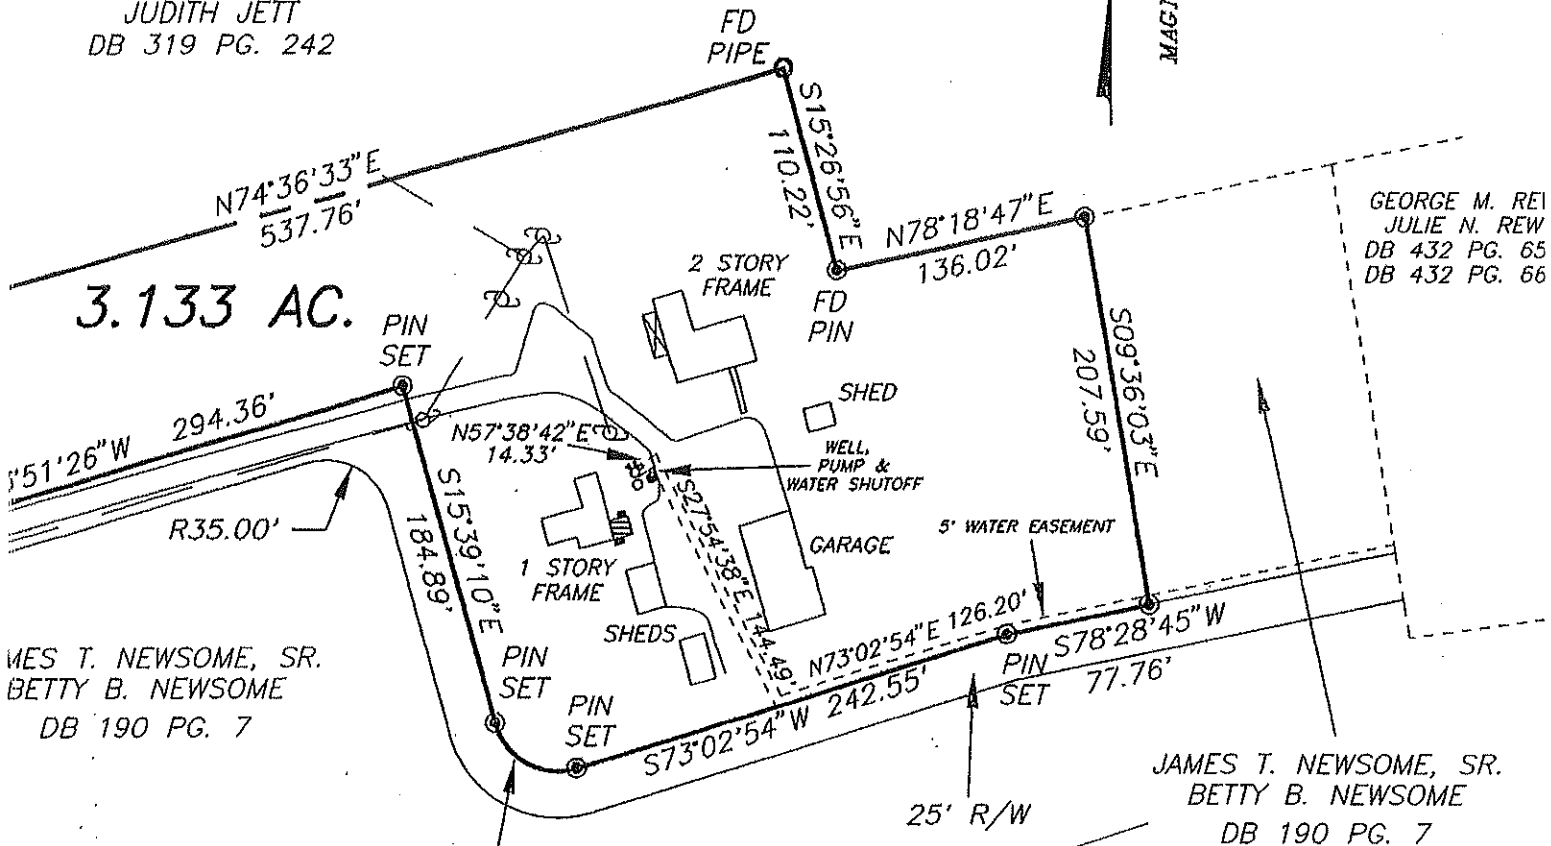 JUDITH JETT
DB 319 PG. 242
FD
PIPE
N74°36'33"E
537.76'
S15°26'56"E
110.22'
N78°18'47"E
136.02'
GEORGE M.
JULIE N.
DB 432 PG.
DB 432 PG.
3.133 AC.
PIN
SET
2 STORY
FRAME
FD
PIN
S09°36'03"E
207.59'
SHED
294.36'
51'26"W
N57°38'42"E
14.33'
WELL,
PUMP &
WATER SHUTOFF
R35.00'
S15°39'10"E
184.89'
S27°54'38"E 144.49'
5' WATER EASEMENT
GARAGE
1 STORY
FRAME
SHEDS
N73°02'54"E 126.20'
S73°02'54"W 242.55'
S78°28'45"W
77.76'
PIN
SET
T. NEWSOME, SR.
BETTY B. NEWSOME
DB 190 PG. 7
PIN
SET
PIN
SET
25' R/W
JAMES T. NEWSOME, SR.
BETTY B. NEWSOME
DB 190 PG. 7